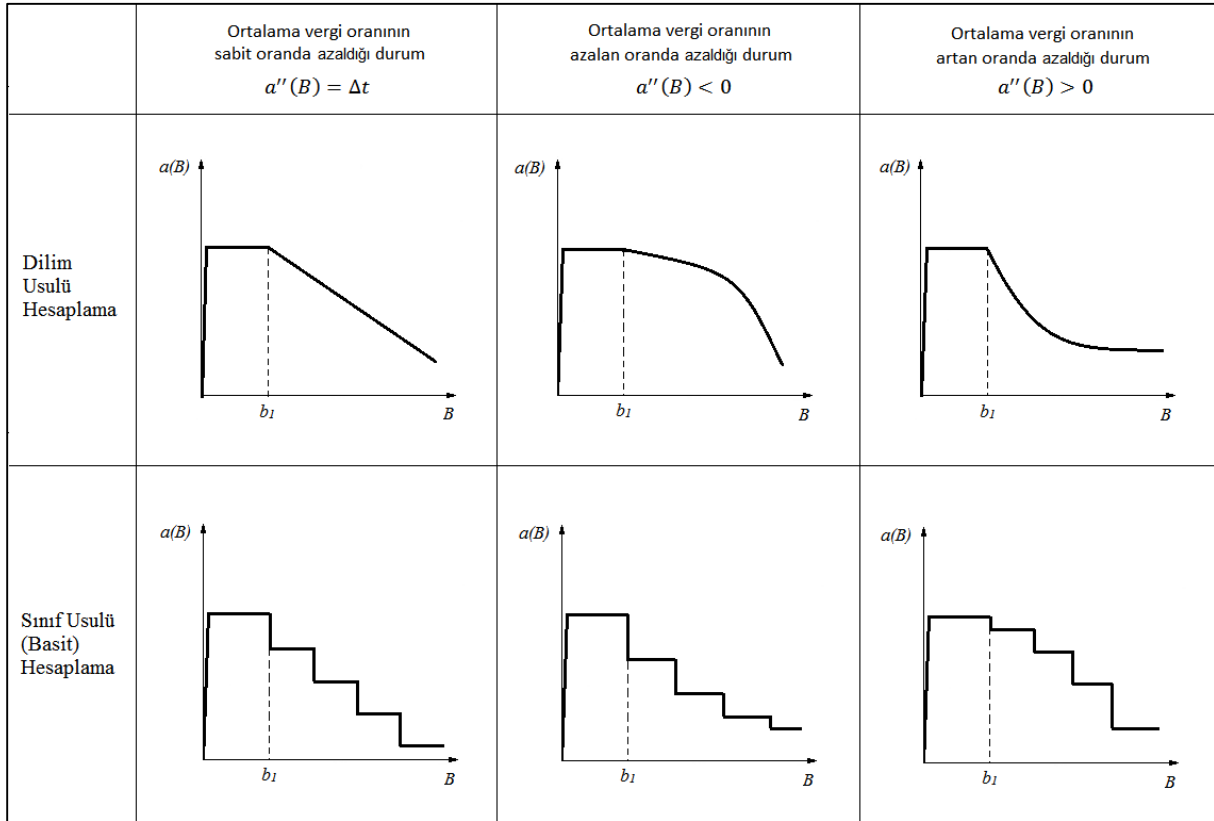 Ortalama vergi oranının
sabit oranda azaldığı durum
a′′(B) = Δt
Ortalama vergi oranının
azalan oranda azaldığı durum
a′′(B) < 0
Ortalama vergi oranının
artan oranda azaldığı durum
a′′(B) > 0
Dilim
Usulü
Hesaplama
a(B)
b1
B
a(B)
b1
B
a(B)
b1
B
Sınıf Usulü
(Basit)
Hesaplama
a(B)
b1
B
a(B)
b1
B
a(B)
b1
B